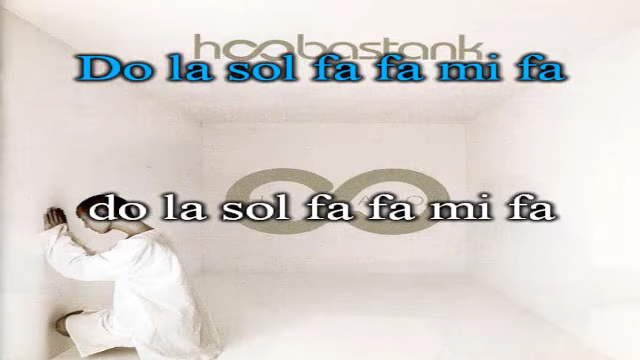 hoobastank
Do la sol fa fa mi fa
do la sol fa fa mi fa